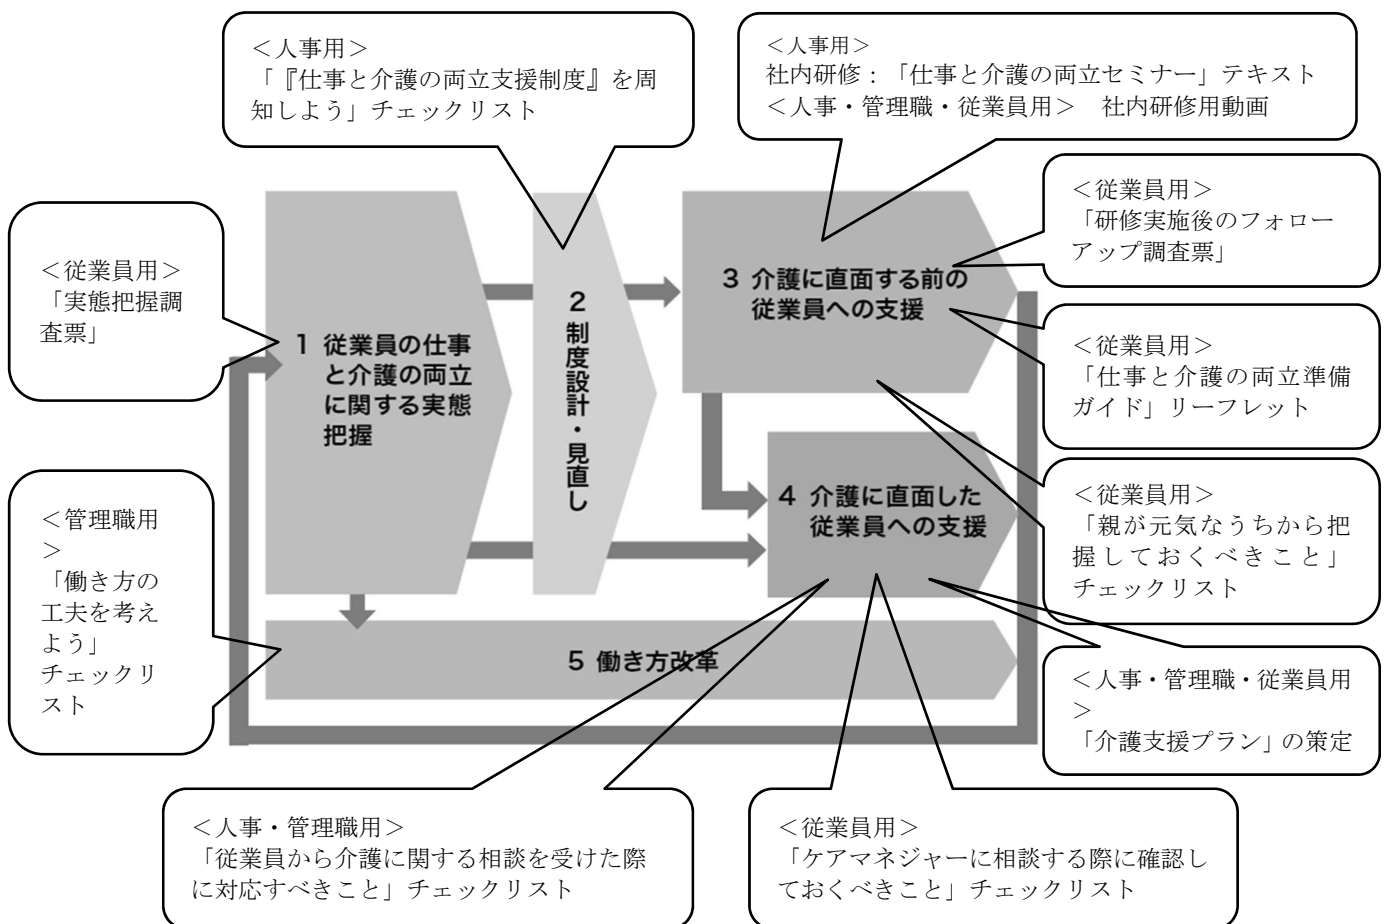 ＜人事用＞
「『仕事と介護の両立支援制度』を周
知しよう」チェックリスト
＜人事用＞
社内研修：「仕事と介護の両立セミナー」テキスト
＜人事・管理職・従業員用＞　社内研修用動画
＜従業員用＞
「実態把握調
査票」
1 従業員の仕事
と介護の両立
に関する実態
把握
2 制度設計・見直し
3 介護に直面する前の
従業員への支援
＜従業員用＞
「研修実施後のフォロー
アップ調査票」
＜従業員用＞
「仕事と介護の両立準備
ガイド」リーフレット
4 介護に直面した
従業員への支援
＜従業員用＞
「親が元気なうちから把
握しておくべきこと」
チェックリスト
＜管理職用
＞
「働き方の
工夫を考え
よう」
チェックリ
スト
5 働き方改革
＜人事・管理職・従業員用
＞
「介護支援プラン」の策定
＜人事・管理職用＞
「従業員から介護に関する相談を受けた際
に対応すべきこと」チェックリスト
＜従業員用＞
「ケアマネジャーに相談する際に確認し
ておくべきこと」チェックリスト